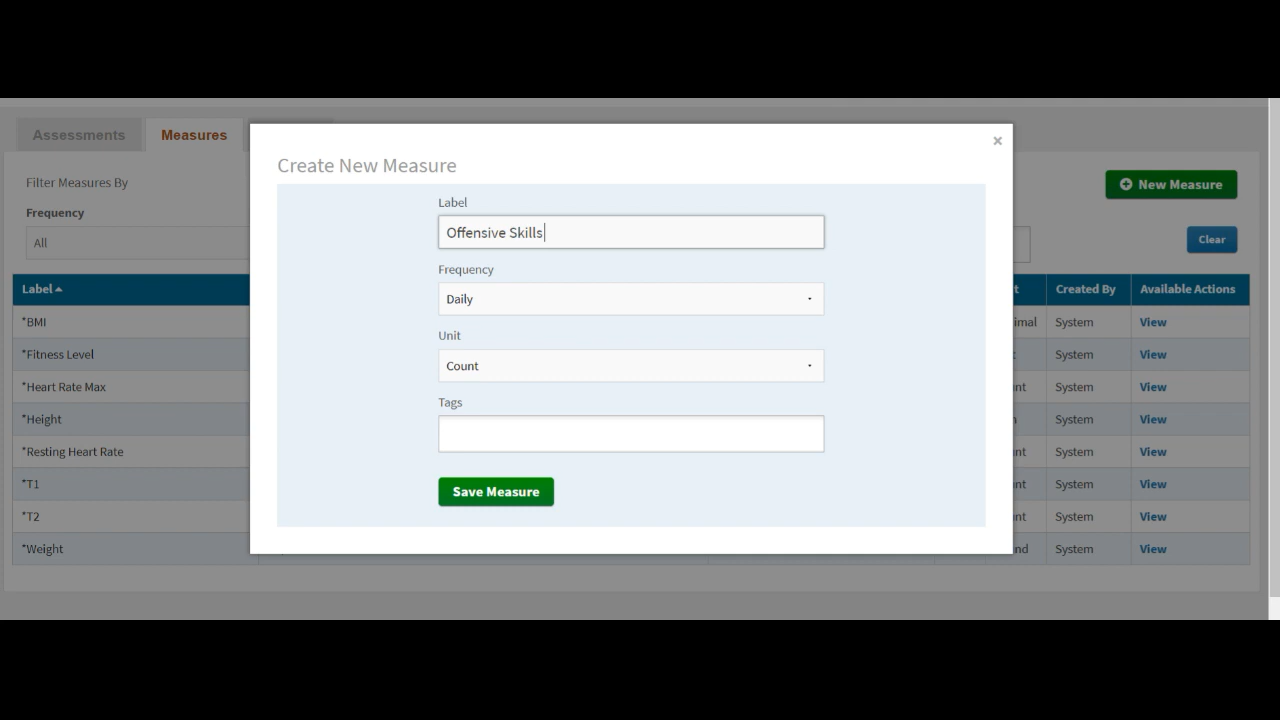 Assessments
Measures
Create New Measure
Filter Measures By
New Measure
Label
Offensive Skills
Frequency
All
Clear
Frequency
Daily
Unit
Count
Tags
Save Measure
Label
Created By
Available Actions
*BMI
System
View
*Fitness Level
System
View
*Heart Rate Max
System
View
*Height
System
View
*Resting Heart Rate
System
View
*T1
System
View
*T2
System
View
*Weight
System
View